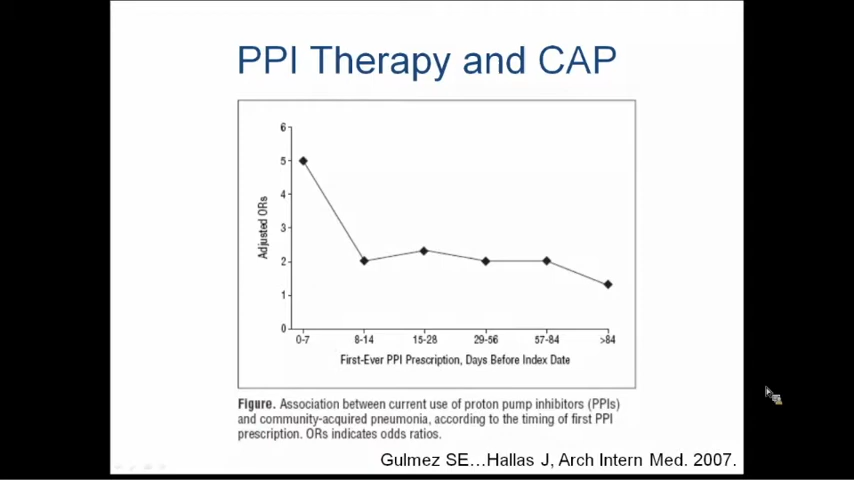 PPI Therapy and CAP
6
5
4
3
2
1
0
Adjusted ORs
0-7 8-14 15-28 29-56 57-84 >84
First-Ever PPI Prescription, Days Before Index Date
Figure. Association between current use of proton pump inhibitors (PPIs)
and community-acquired pneumonia, according to the timing of first PPI
prescription. ORs indicates odds ratios.
Gulmez SE…Hallas J, Arch Intern Med. 2007.